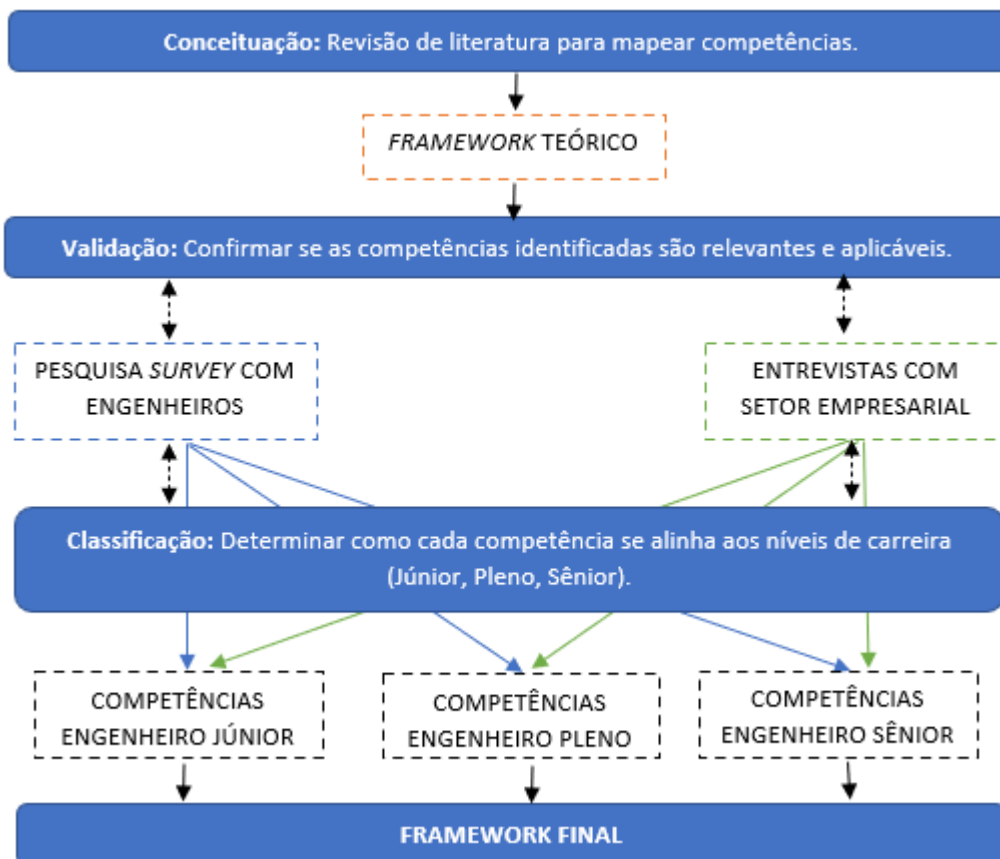 Conceituação: Revisão de literatura para mapear competências.
FRAMEWORK TEÓRICO
Validação: Confirmar se as competências identificadas são relevantes e aplicáveis.
PESQUISA SURVEY COM
ENGENHEIROS
ENTREVISTAS COM
SETOR EMPRESARIAL
Classificação: Determinar como cada competência se alinha aos níveis de carreira
(Júnior, Pleno, Sênior).
COMPETÊNCIAS
ENGENHEIRO JÚNIOR
COMPETÊNCIAS
ENGENHEIRO PLENO
COMPETÊNCIAS
ENGENHEIRO SÊNIOR
FRAMEWORK FINAL